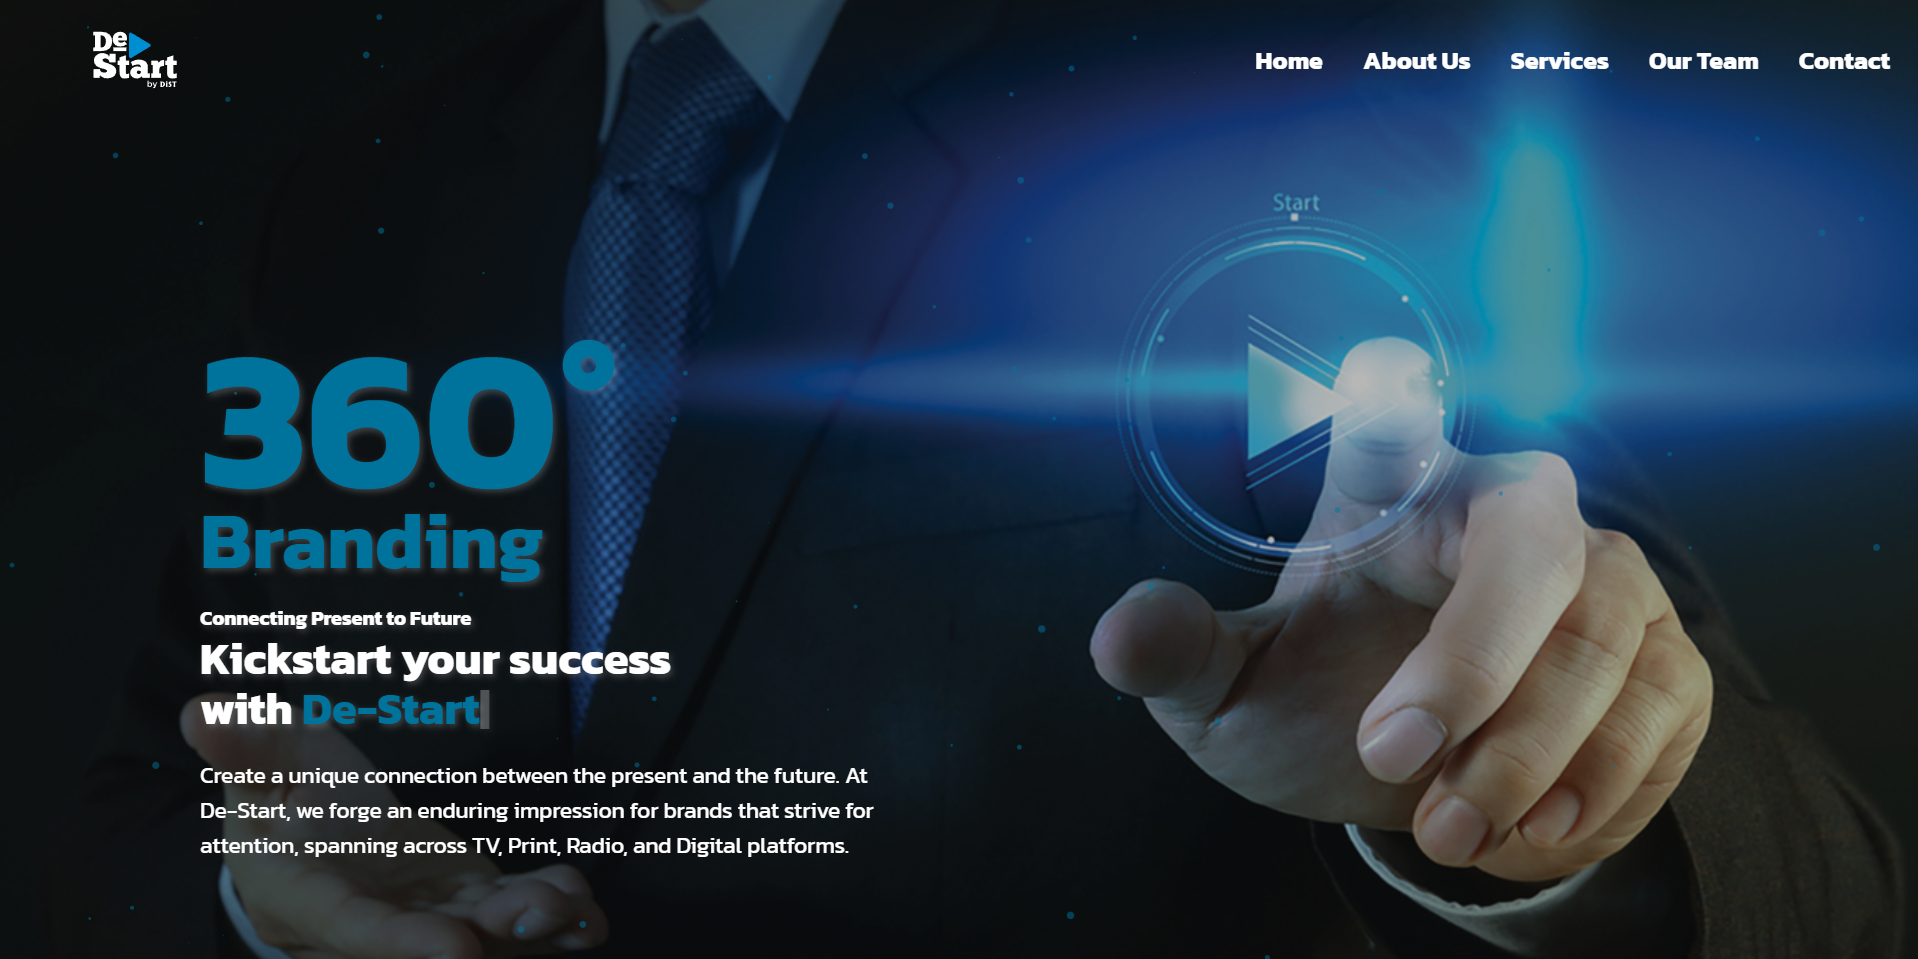 De
Start
by DIST
Home About Us Services Our Team Contact
Start
360°
Branding
Connecting Present to Future
Kickstart your success
with De-Start
Create a unique connection between the present and the future. At
De-Start, we forge an enduring impression for brands that strive for
attention, spanning across TV, Print, Radio, and Digital platforms.